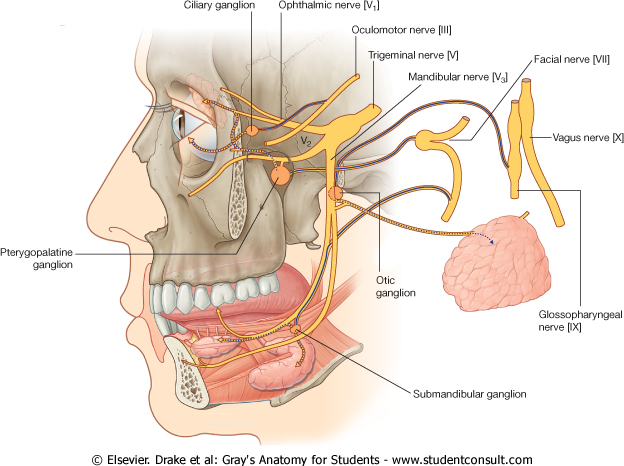 Ciliary ganglion
Ophthalmic nerve [V1]
Oculomotor nerve [III]
Trigeminal nerve [V]
Mandibular nerve [V3]
Facial nerve [VII]
V2
Vagus nerve [X]
Pterygopalatine
ganglion
Otic
ganglion
Glossopharyngeal
nerve [IX]
Submandibular ganglion
© Elsevier. Drake et al: Gray's Anatomy for Students - www.studentconsult.com